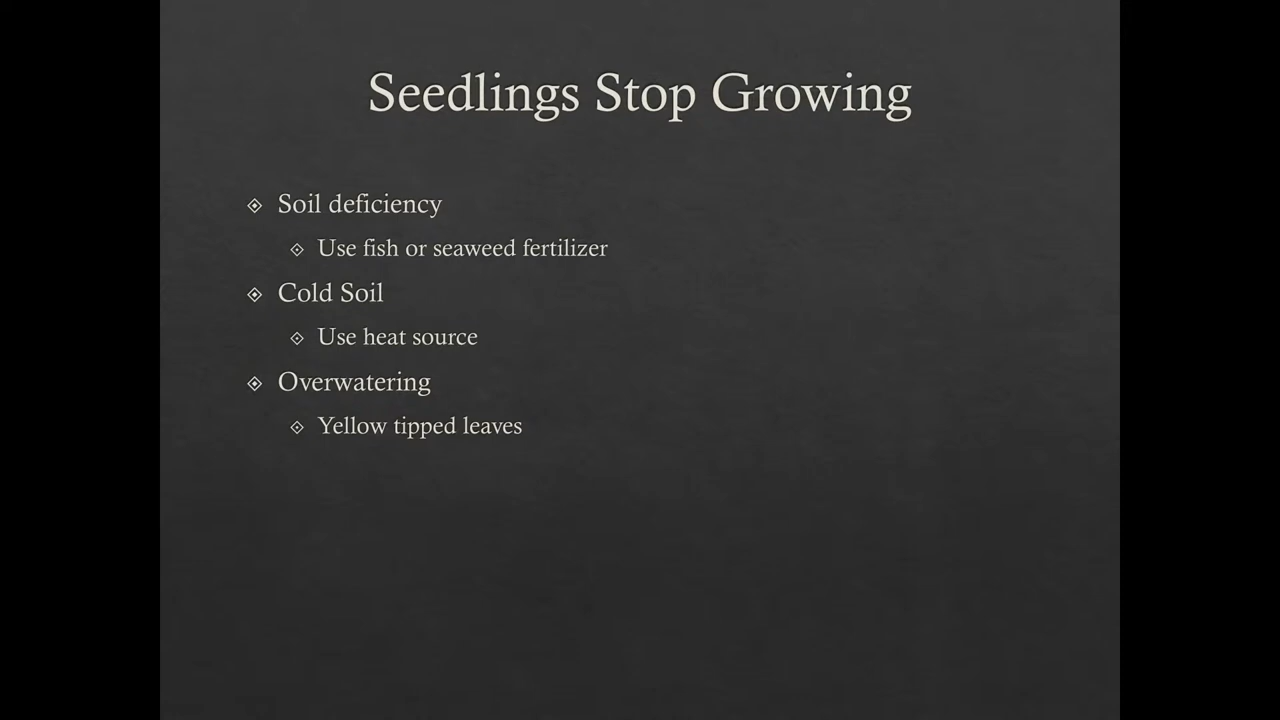 Seedlings Stop Growing
Soil deficiency
Use fish or seaweed fertilizer
Cold Soil
Use heat source
Overwatering
Yellow tipped leaves